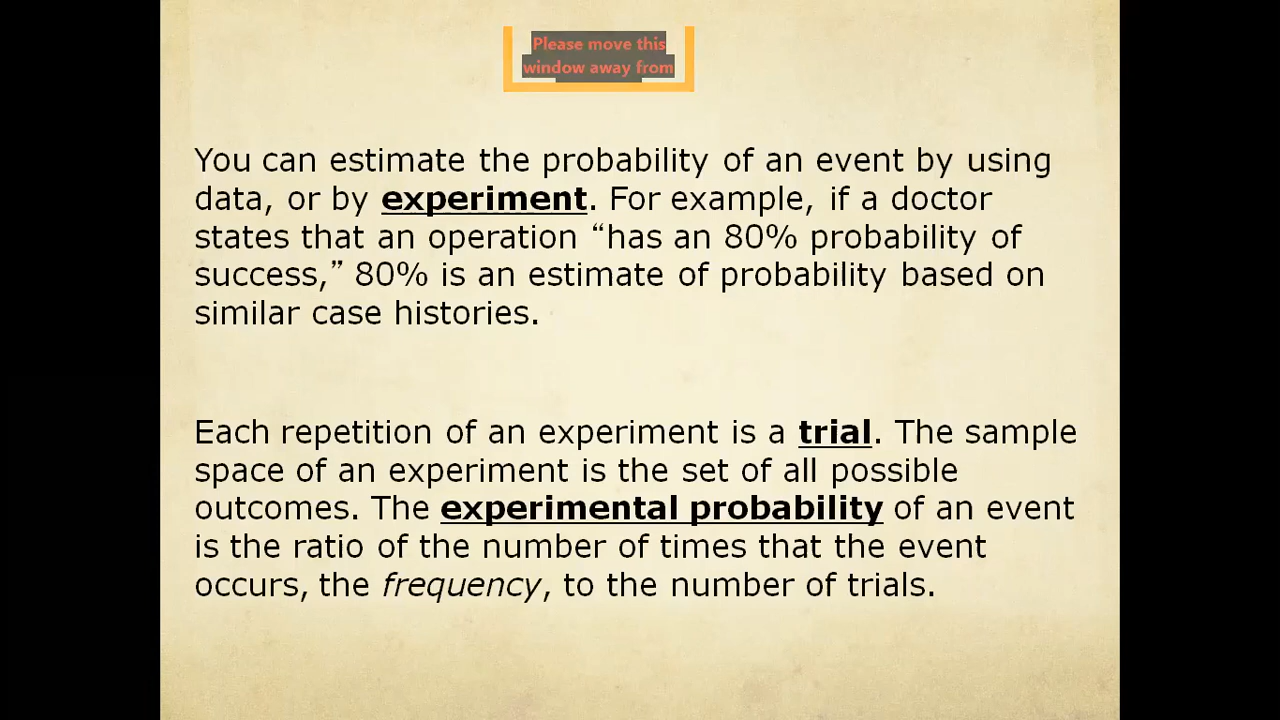 Please move this
window away from
You can estimate the probability of an event by using
data, or by experiment. For example, if a doctor
states that an operation “has an 80% probability of
success,” 80% is an estimate of probability based on
similar case histories.
Each repetition of an experiment is a trial. The sample
space of an experiment is the set of all possible
outcomes. The experimental probability of an event
is the ratio of the number of times that the event
occurs, the frequency, to the number of trials.